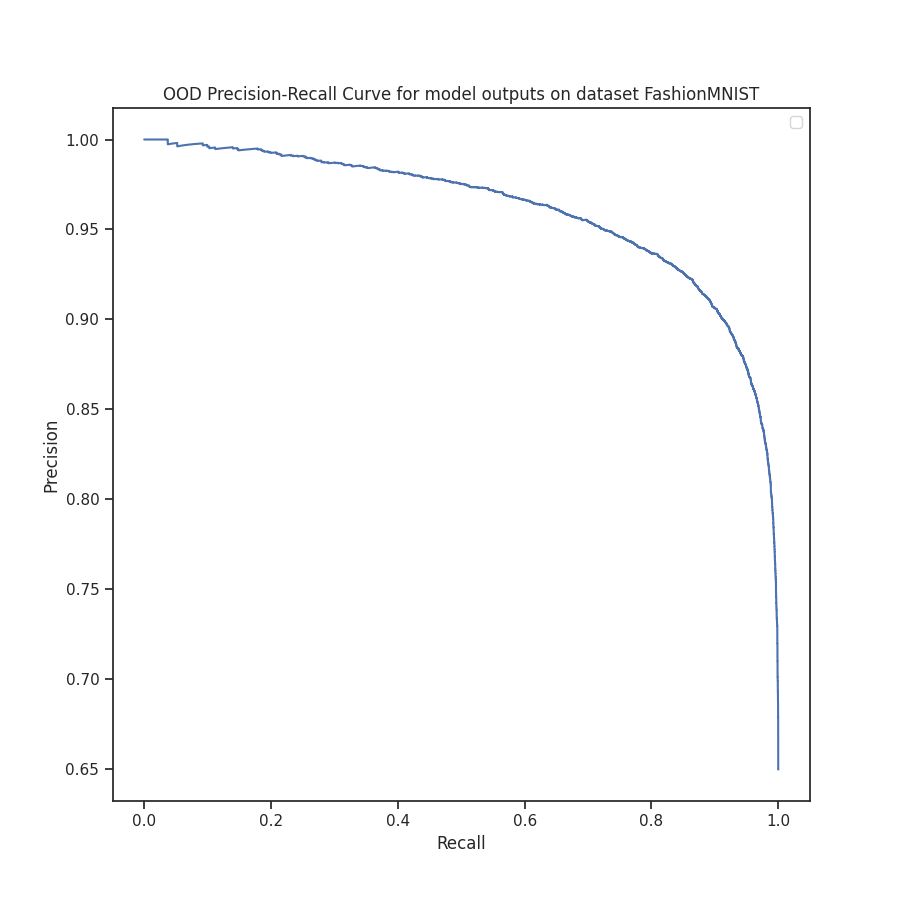 OOD Precision-Recall Curve for model outputs on dataset FashionMNIST
1.00
0.95
0.90
0.85
0.80
0.75
0.70
0.65
Precision
0.0 0.2 0.4 0.6 0.8 1.0
Recall